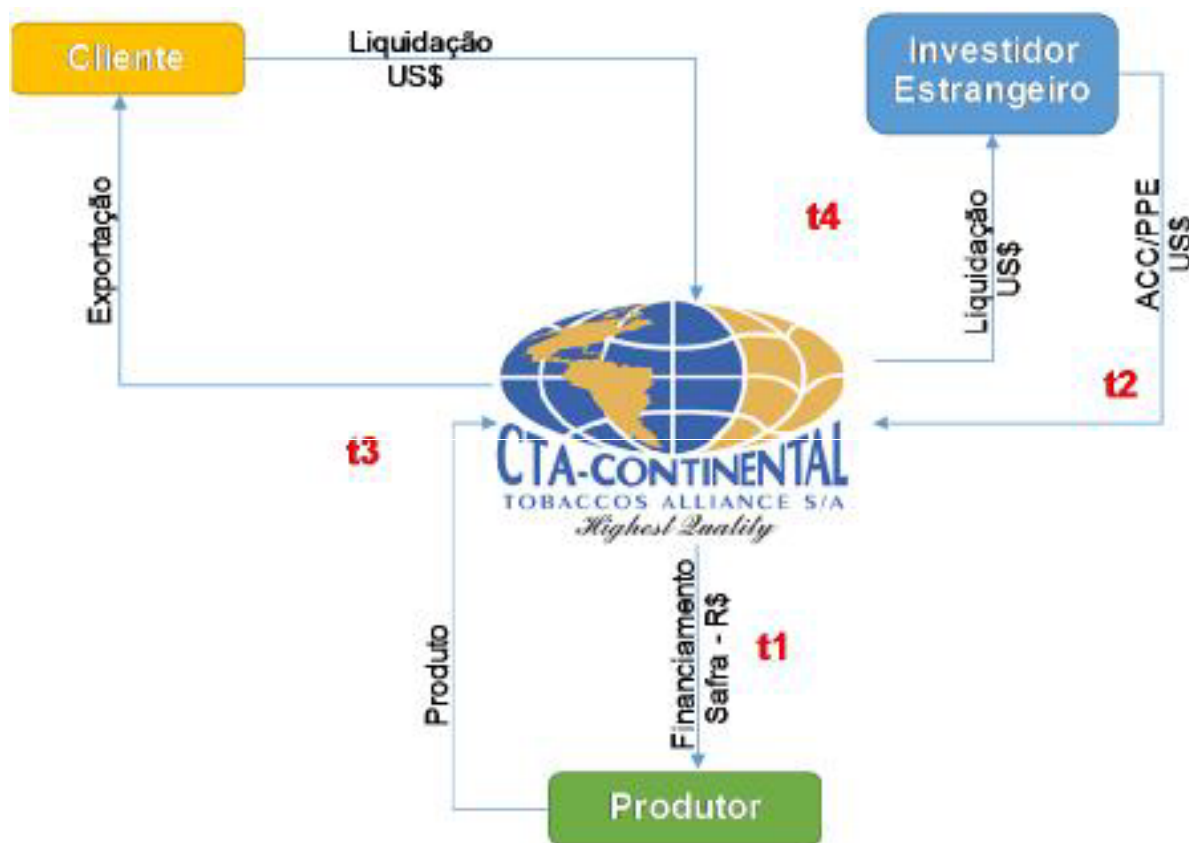 Cliente
Liquidação
US$
Investidor
Estrangeiro
Exportação
t4
Liquidação
US$
ACC/PPE
US$
t2
t3
CTA-CONTINENTAL
TOBACCOS ALLIANCE S/A
Highest Quality
Produto
Financiamento
Safra - R$
t1
Produtor